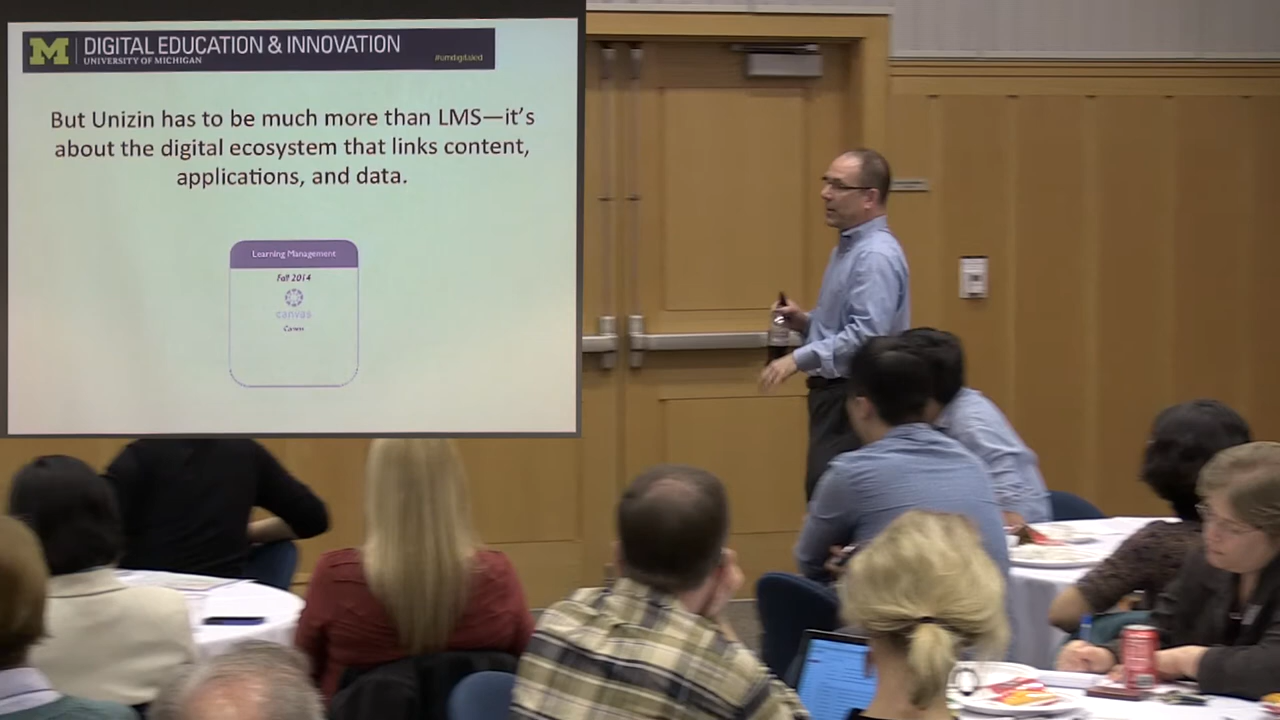 M DIGITAL EDUCATION & INNOVATION
UNIVERSITY OF MICHIGAN
#umdigitaled
But Unizin has to be much more than LMS—it's
about the digital ecosystem that links content,
applications, and data.
Learning Management
Fall 2014
canvas
Canvas